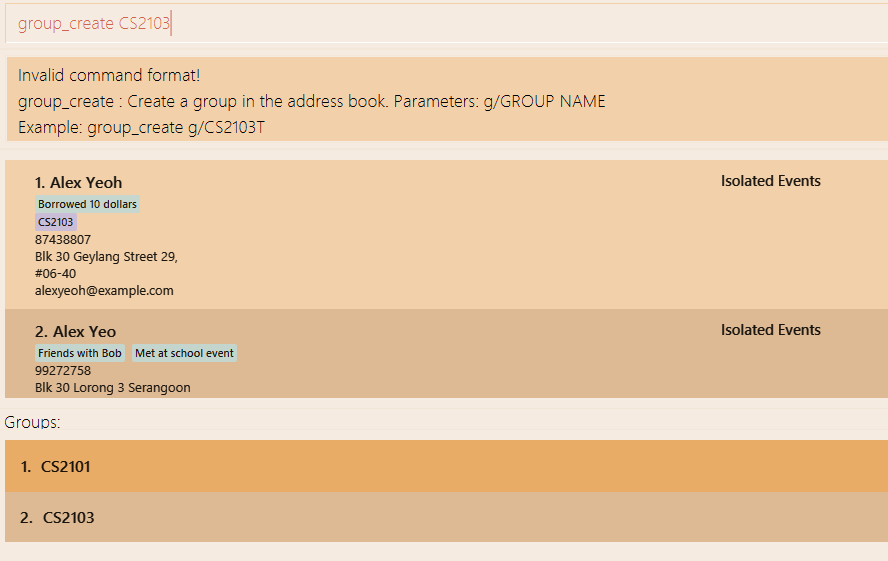 group_create CS2103
Invalid command format!
group_create : Create a group in the address book. Parameters: g/GROUP NAME
Example: group_create g/CS2103T
1. Alex Yeoh
Isolated Events
Borrowed 10 dollars
CS2103
87438807
Blk 30 Geylang Street 29,
#06-40
alexyeoh@example.com
2. Alex Yeo
Isolated Events
Friends with Bob Met at school event
99272758
Blk 30 Lorong 3 Serangoon
Groups:
1. CS2101
2. CS2103